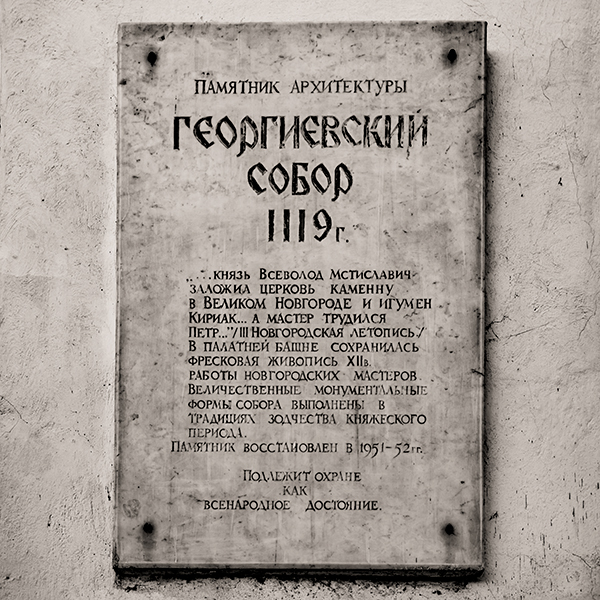 Памятник архитектуры
Георгиевский
собор
1119г.
„....князь Всеволод Мстиславич
заложил церковь каменну
в Великом Новгороде и игумен
Кириак... а мастер трудился
Петр..."/III Новгородская летопись/
В палатней башне сохранилась
фресковая живопись XIIв.
работы новгородских мастеров.
Величественные монументальные
формы собора выполнены в
традициях зодчества княжеского
периода.
Памятник восстановлен в 1951-52гг.
Подлежит охране
как
всенародное достояние.